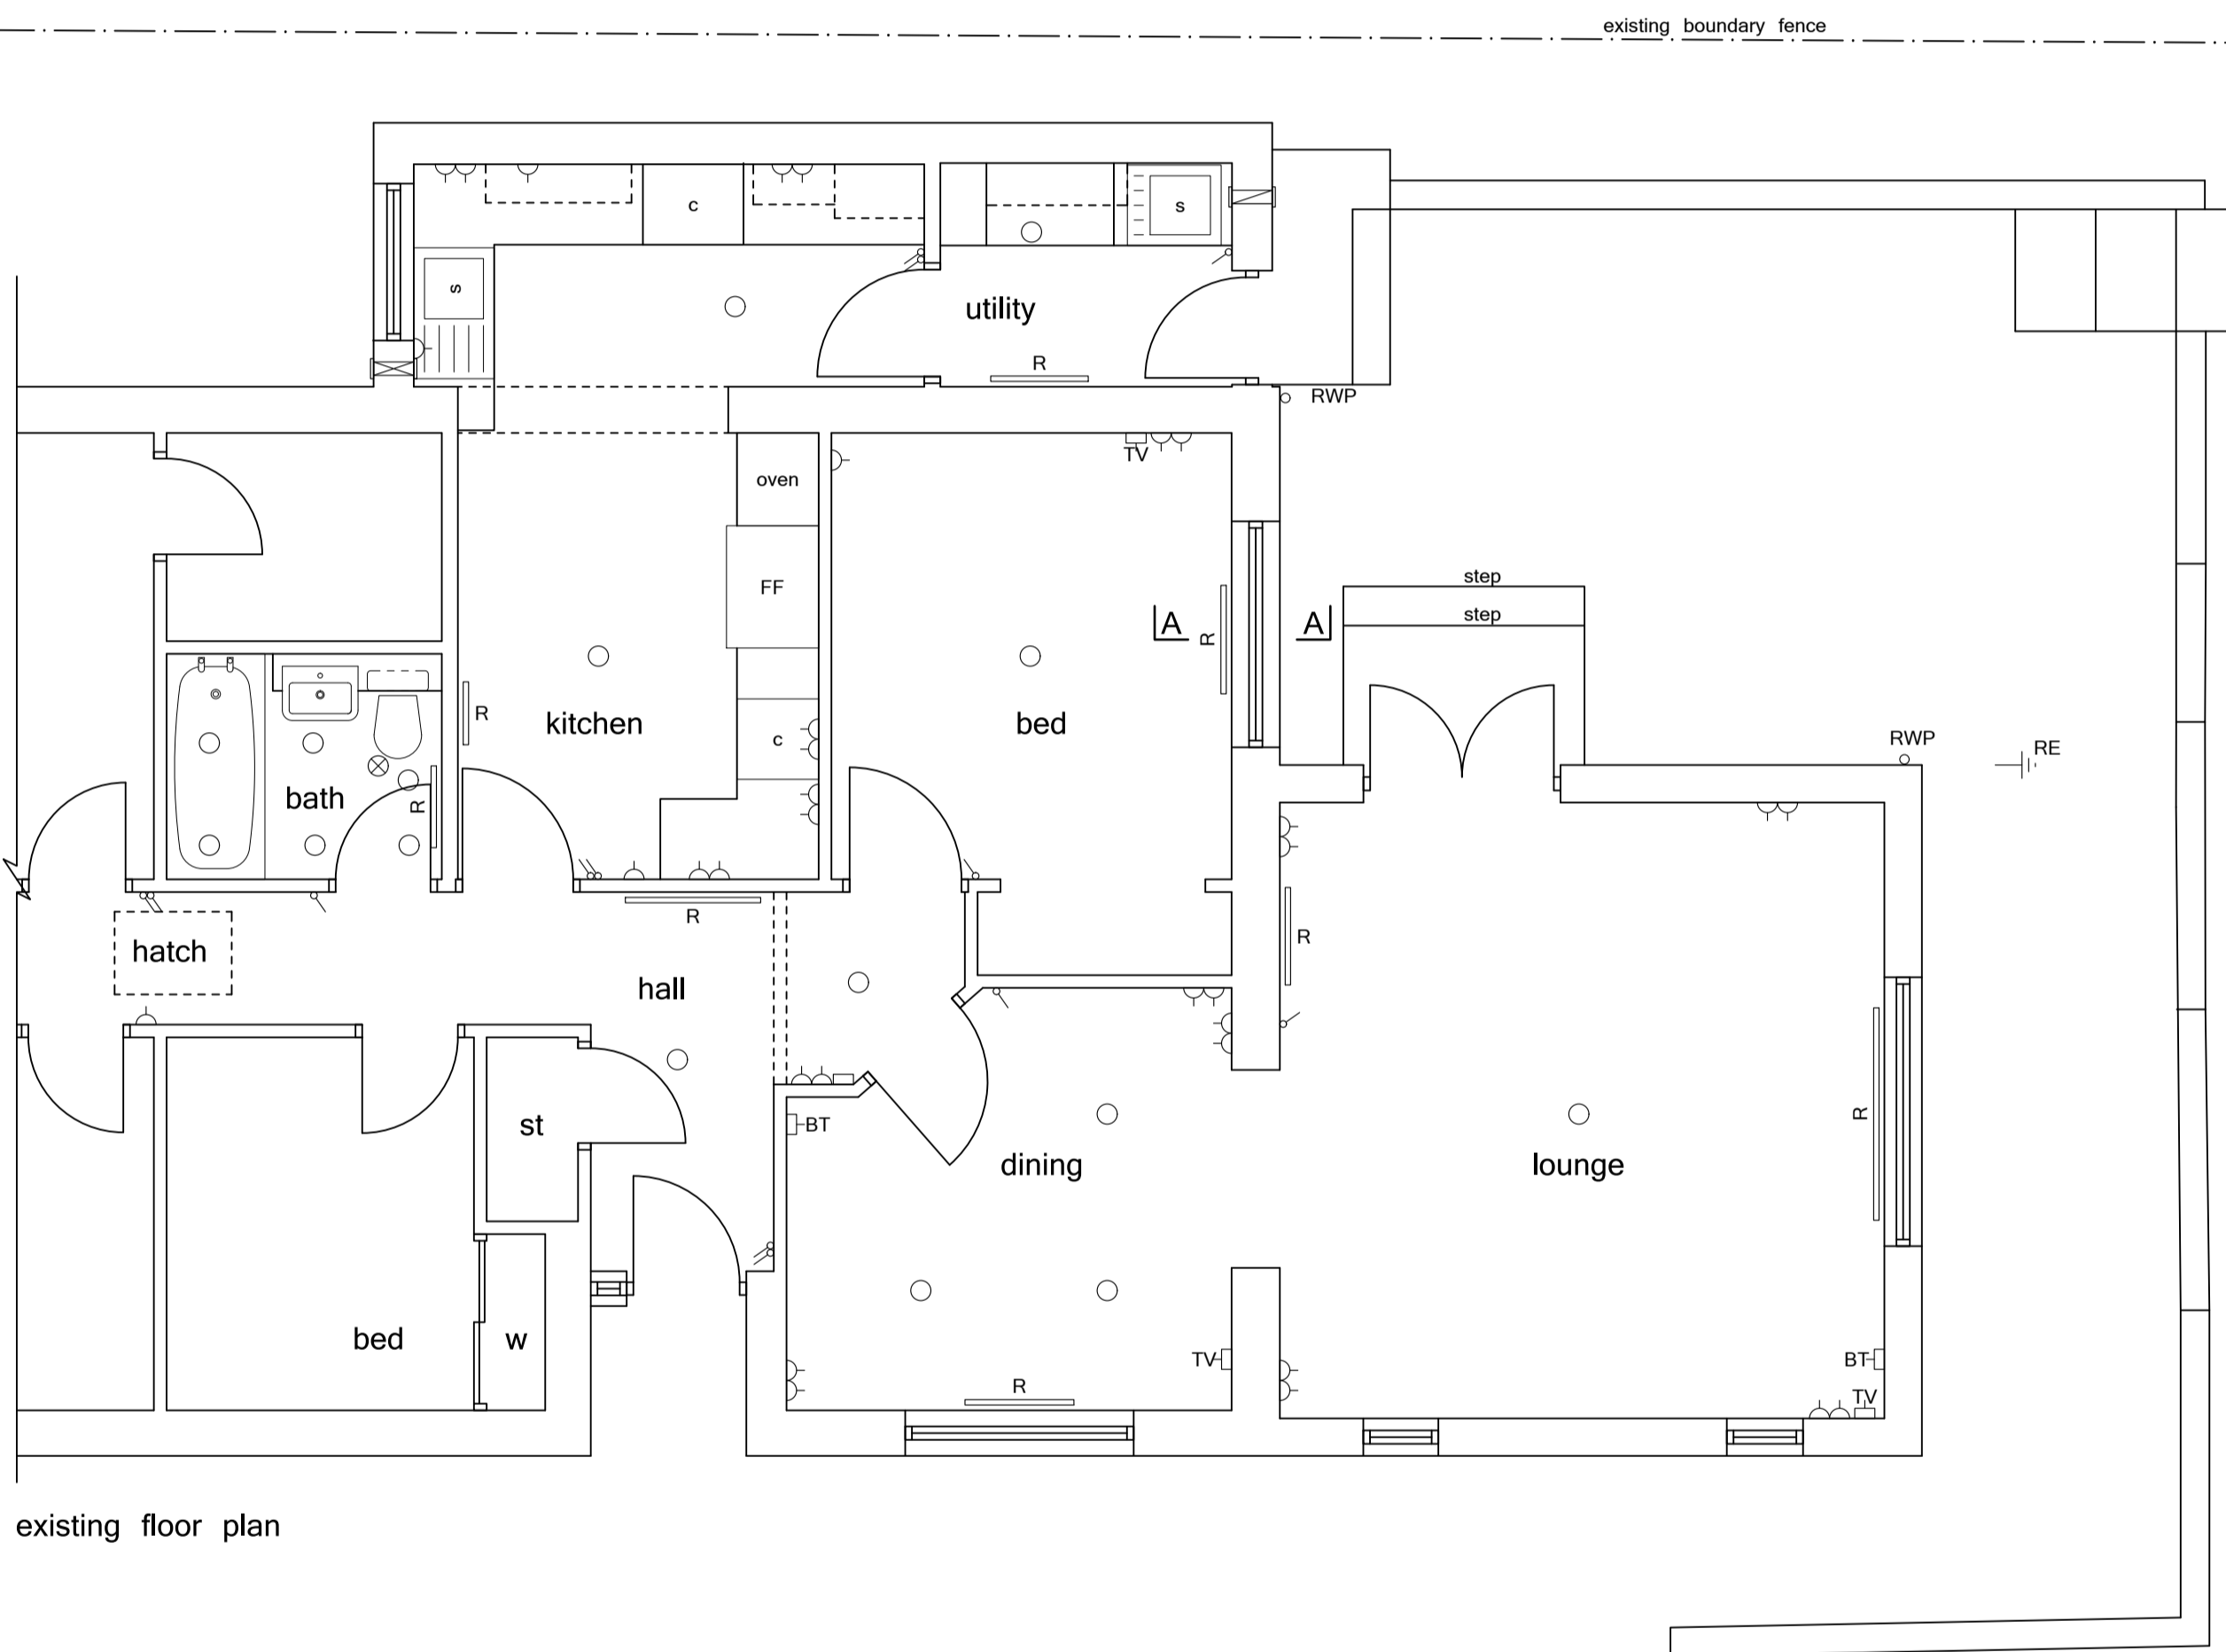 existing boundary fence
c
s
s
utility
R
RWP
TV
oven
FF
step
step
A
A
R
R
kitchen
bed
c
RWP
RE
bath
R
R
R
hatch
hall
st
BT
dining
lounge
R
bed
w
TV
BT
R
TV
existing floor plan